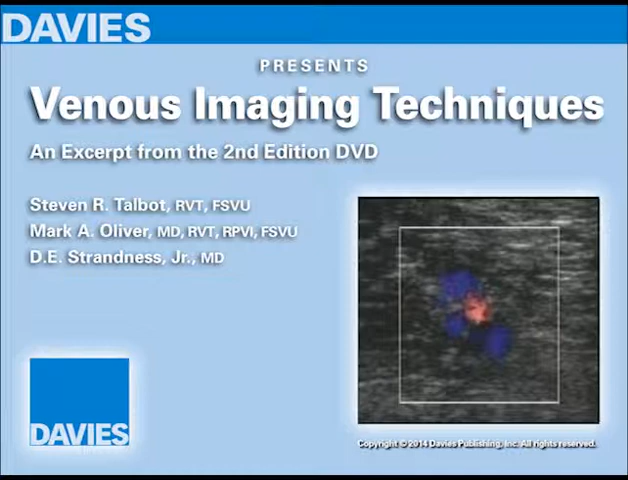 DAVIES
PRESENTS
Venous Imaging Techniques
An Excerpt from the 2nd Edition DVD
Steven R. Talbot, RVT, FSVU
Mark A. Oliver, MD, RVT, RPVI, FSVU
D.E. Strandness, Jr., MD
DAVIES
Copyright © 2014 Davies Publishing, Inc. All rights reserved.